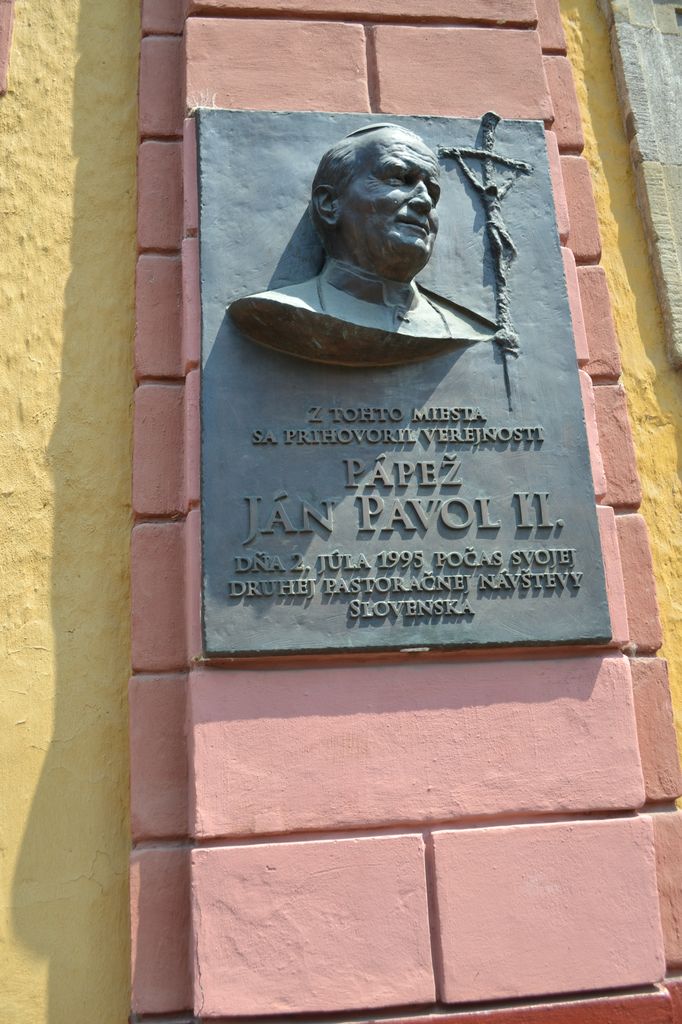 Z TOHTO MIESTA
SA PRIHOVORIL VEREJNOSTI
PÁPEŽ
JÁN PAVOL II.
DŇA 2. JÚLA 1995 POČAS SVOJEJ
DRUHEJ PASTORAČNEJ NÁVŠTEVY
SLOVENSKA